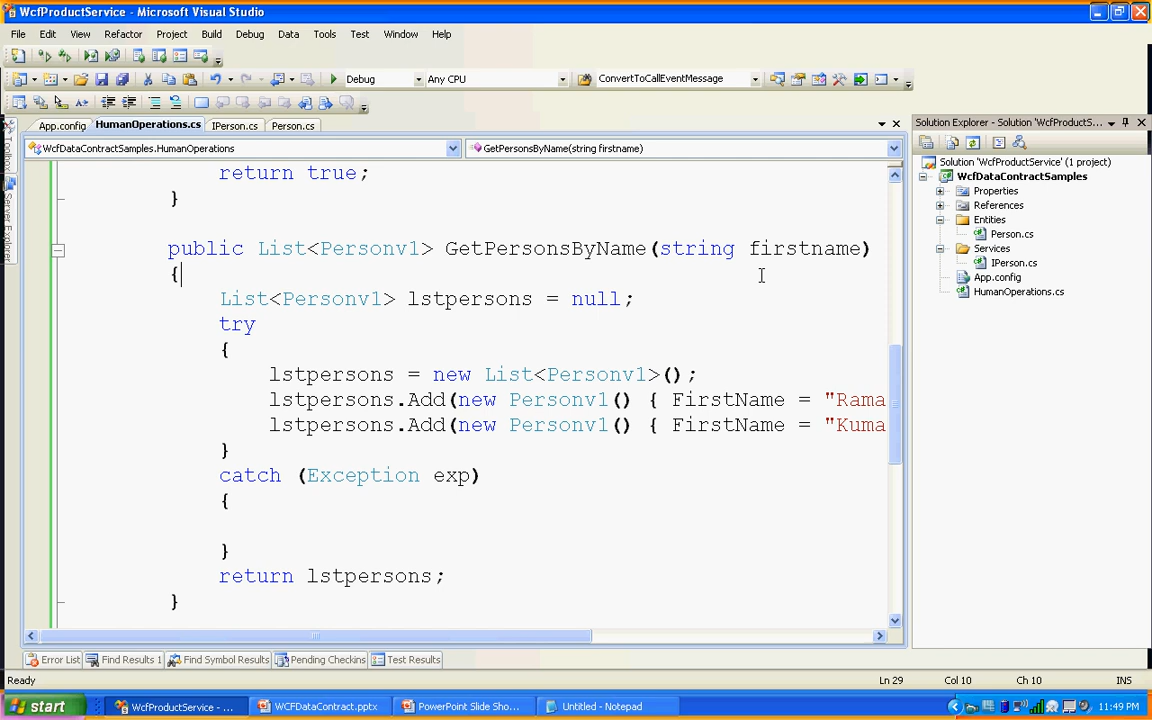 WcfProductService - Microsoft Visual Studio
File Edit View Refactor Project Build Debug Data Tools Test Window Help
Debug Any CPU ConvertToCallEventMessage
App.config HumanOperations.cs IPerson.cs Person.cs
WcfDataContractSamples.HumanOperations GetPersonsByName(string firstname)
Toolbox
Server Explorer
return true;
}
public List<Personv1> GetPersonsByName(string firstname)
{
List<Personv1> lstpersons = null;
try
{
lstpersons = new List<Personv1>();
lstpersons.Add(new Personv1() { FirstName = "Rama
lstpersons.Add(new Personv1() { FirstName = "Kuma
}
catch (Exception exp)
{
}
return lstpersons;
}
Solution Explorer - Solution 'WcfProductS...
Solution 'WcfProductService' (1 project)
WcfDataContractSamples
Properties
References
Entities
Person.cs
Services
IPerson.cs
App.config
HumanOperations.cs
Error List Find Results 1 Find Symbol Results Pending Checkins Test Results
Ready Ln 29 Col 10 Ch 10 INS
start WcfProductService - ... WCFDataContract.pptx PowerPoint Slide Sho... Untitled - Notepad 11:49 PM